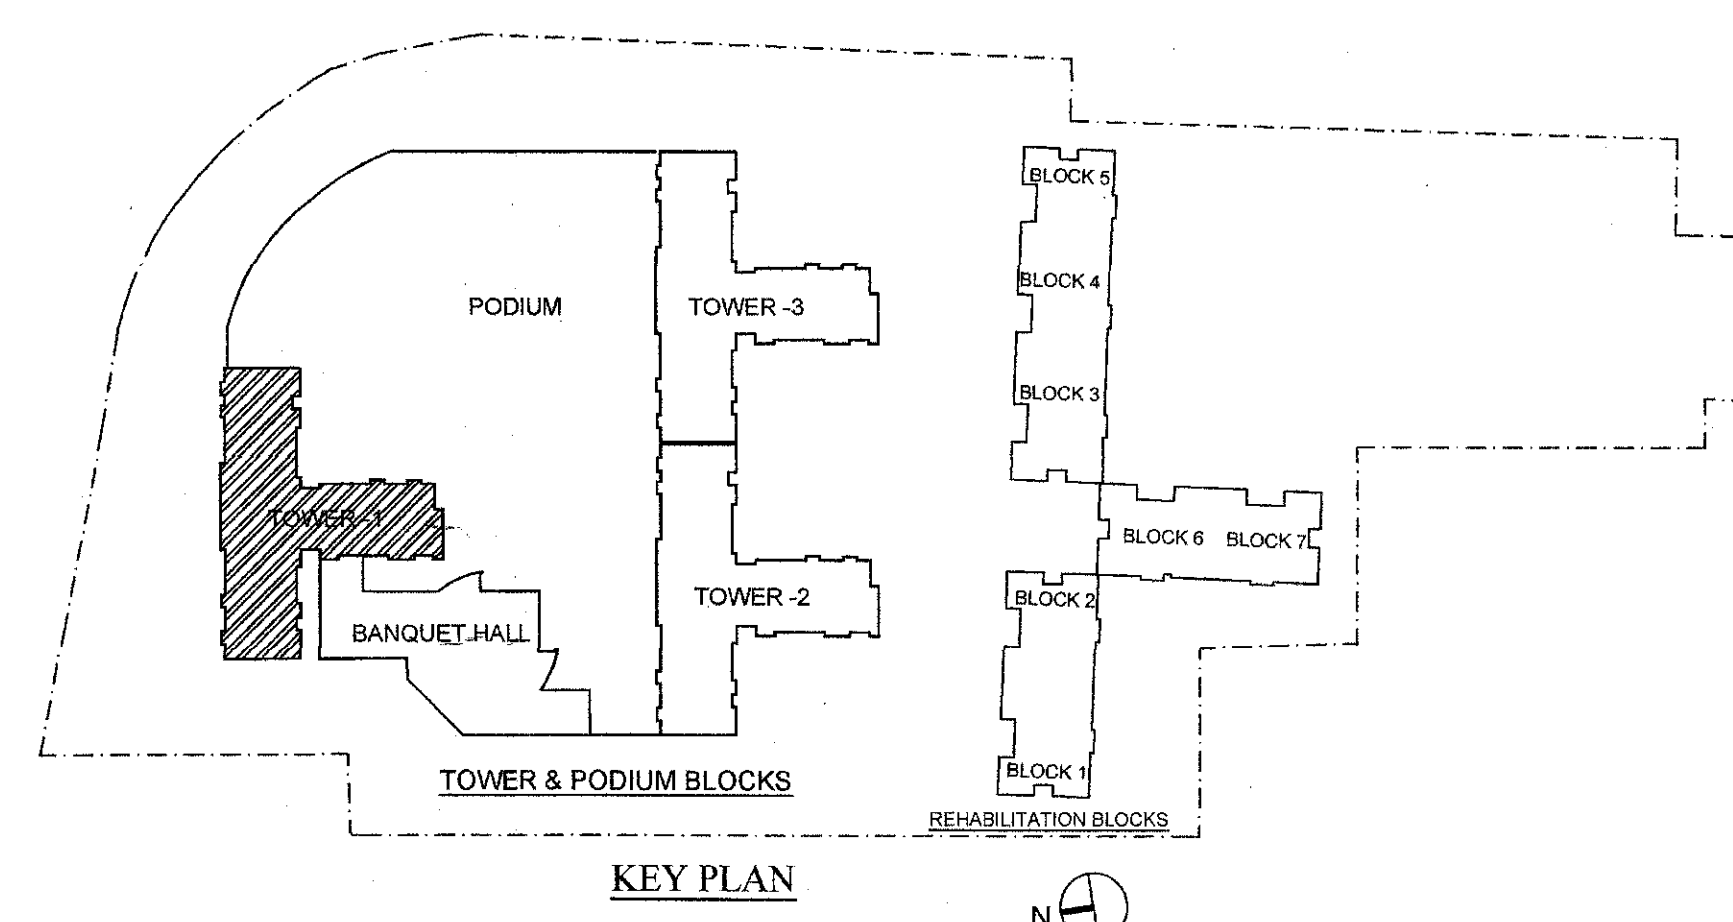 BLOCK 5
BLOCK 4
PODIUM
TOWER -3
BLOCK 3
TOWER -1
BLOCK 6
BLOCK 7
TOWER -2
BLOCK 2
BANQUET HALL
BLOCK 1
TOWER & PODIUM BLOCKS
REHABILITATION BLOCKS
KEY PLAN
N